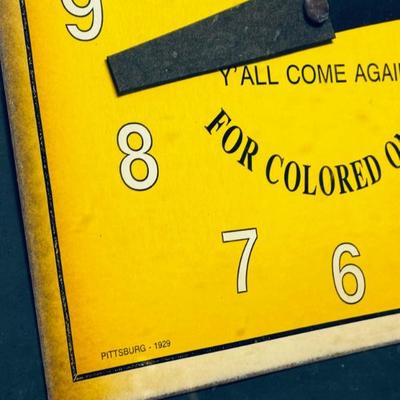 9
Y'ALL COME AGAI
8
FOR COLORED O
7
6
PITTSBURG - 1929